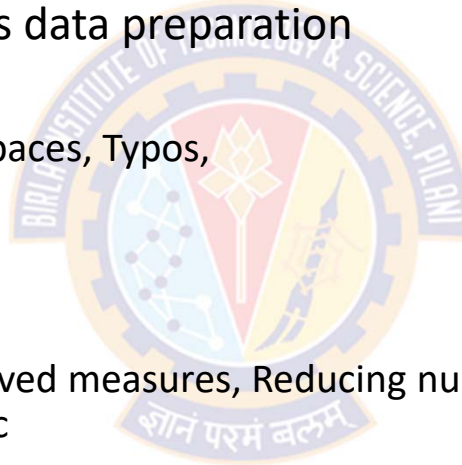 s data preparation
BIRLA INSTITUTE OF TECHNOLOGY & SCIENCE, PILANI
paces, Typos,
ved measures, Reducing nu
c
ज्ञानं परमं बलम्